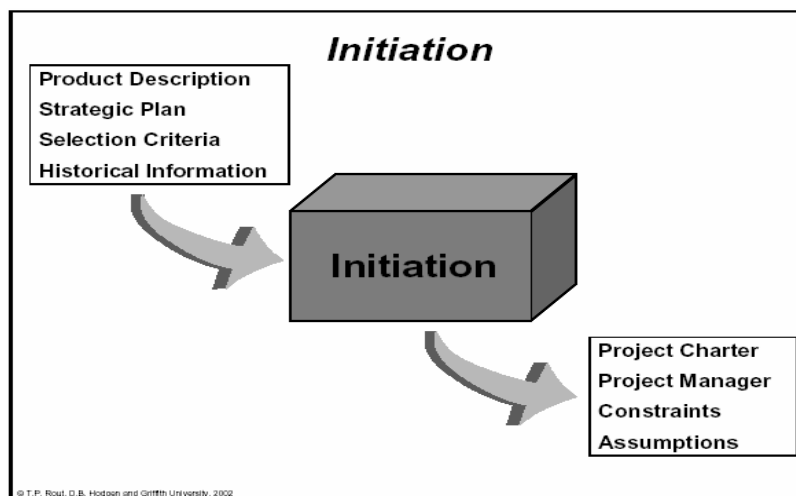 Initiation
Product Description
Strategic Plan
Selection Criteria
Historical Information
Initiation
Project Charter
Project Manager
Constraints
Assumptions
© T.P. Rout, D.B. Hodgen and Griffith University, 2002